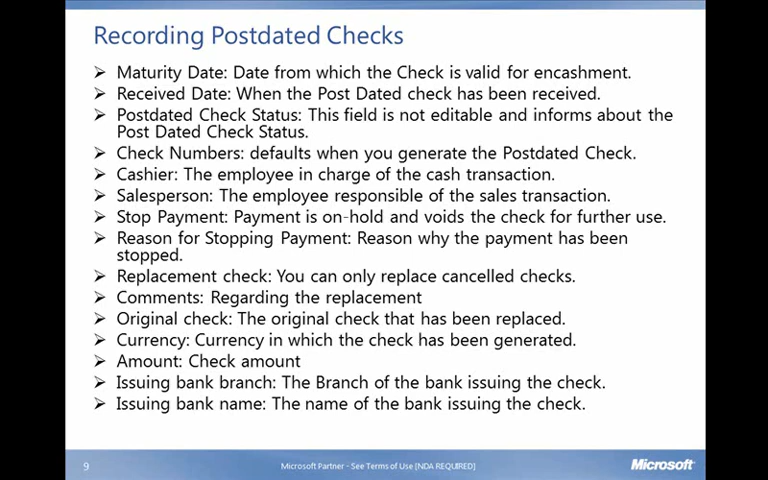 Recording Postdated Checks
➢ Maturity Date: Date from which the Check is valid for encashment.
➢ Received Date: When the Post Dated check has been received.
➢ Postdated Check Status: This field is not editable and informs about the
Post Dated Check Status.
➢ Check Numbers: defaults when you generate the Postdated Check.
➢ Cashier: The employee in charge of the cash transaction.
➢ Salesperson: The employee responsible of the sales transaction.
➢ Stop Payment: Payment is on-hold and voids the check for further use.
➢ Reason for Stopping Payment: Reason why the payment has been
stopped.
➢ Replacement check: You can only replace cancelled checks.
➢ Comments: Regarding the replacement
➢ Original check: The original check that has been replaced.
➢ Currency: Currency in which the check has been generated.
➢ Amount: Check amount
➢ Issuing bank branch: The Branch of the bank issuing the check.
➢ Issuing bank name: The name of the bank issuing the check.
9 Microsoft Partner - See Terms of Use [NDA REQUIRED] Microsoft